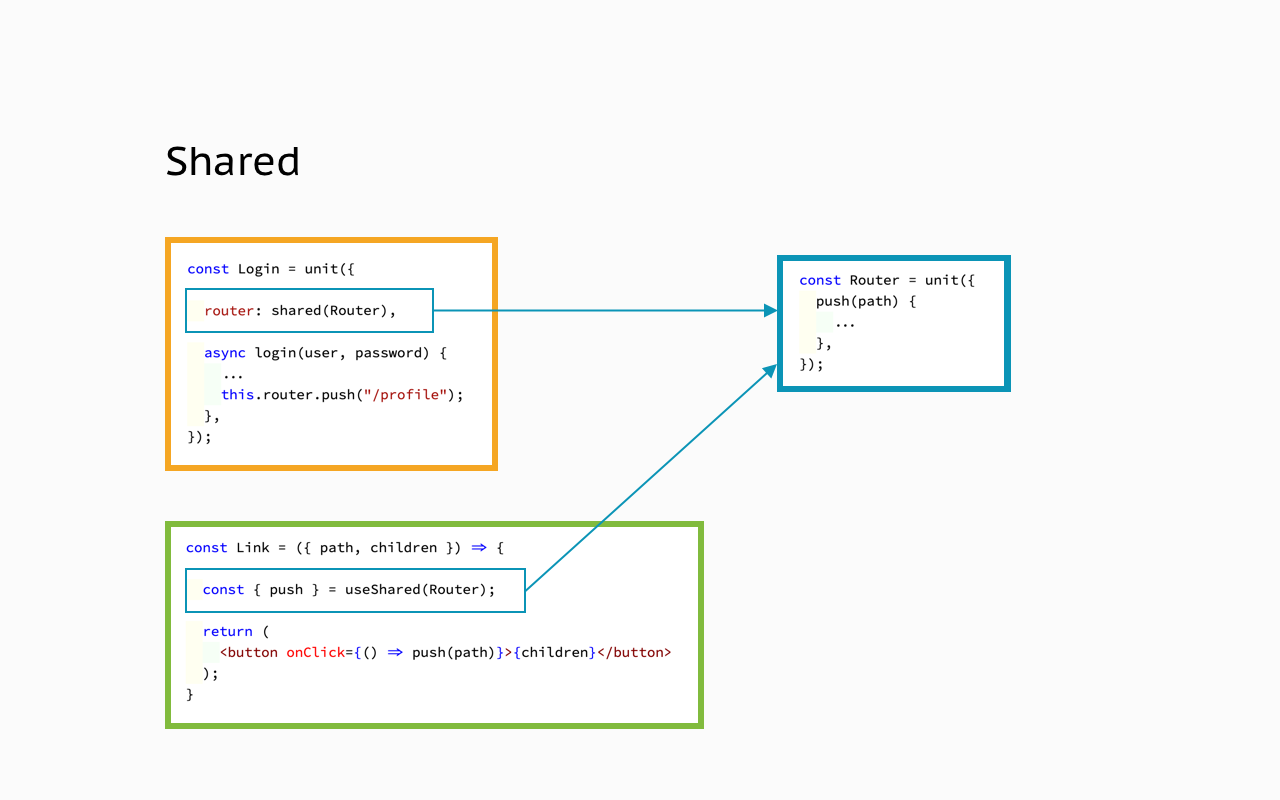 Shared
const Login = unit({
router: shared(Router),
async login(user, password) {
...
this.router.push("/profile");
},
});
const Router = unit({
push(path) {
...
},
});
const Link = ({ path, children }) => {
const { push } = useShared(Router);
return (
<button onClick={() => push(path)}>{children}</button>
);
}